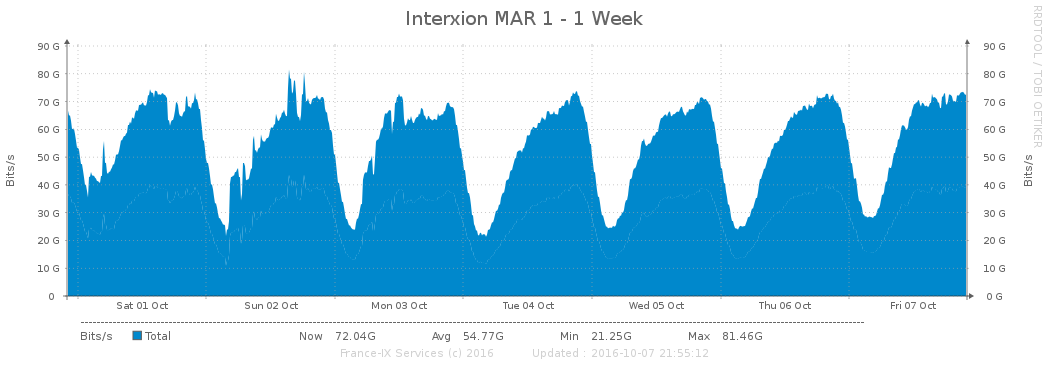 Interxion MAR 1 - 1 Week
RRDTOOL / TOBI OETIKER
Bits/s
90 G
80 G
70 G
60 G
50 G
40 G
30 G
20 G
10 G
0
90 G
80 G
70 G
60 G
50 G
40 G
30 G
20 G
10 G
0 G
Bits/s
Sat 01 Oct Sun 02 Oct Mon 03 Oct Tue 04 Oct Wed 05 Oct Thu 06 Oct Fri 07 Oct
Bits/s Total Now 72.04G Avg 54.77G Min 21.25G Max 81.46G
France-IX Services (c) 2016 Updated : 2016-10-07 21:55:12